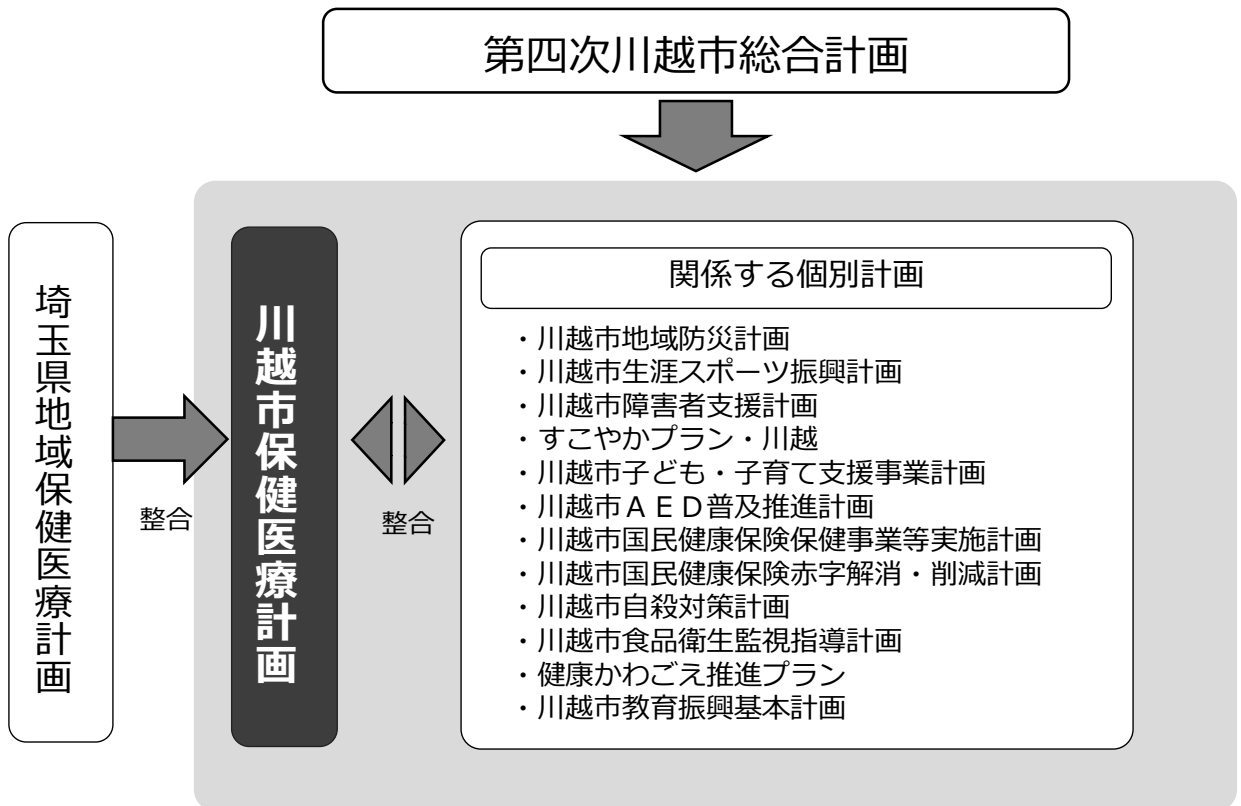 第四次川越市総合計画
埼玉県地域保健医療計画
整合
川越市保健医療計画
整合
関係する個別計画
・川越市地域防災計画
・川越市生涯スポーツ振興計画
・川越市障害者支援計画
・すこやかプラン・川越
・川越市子ども・子育て支援事業計画
・川越市ＡＥＤ普及推進計画
・川越市国民健康保険保健事業等実施計画
・川越市国民健康保険赤字解消・削減計画
・川越市自殺対策計画
・川越市食品衛生監視指導計画
・健康かわごえ推進プラン
・川越市教育振興基本計画